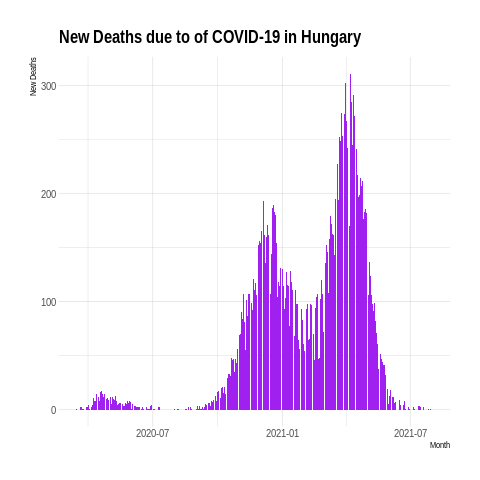 New Deaths due to of COVID-19 in Hungary
New Deaths
300
200
100
0
2020-07
2021-01
2021-07
Month